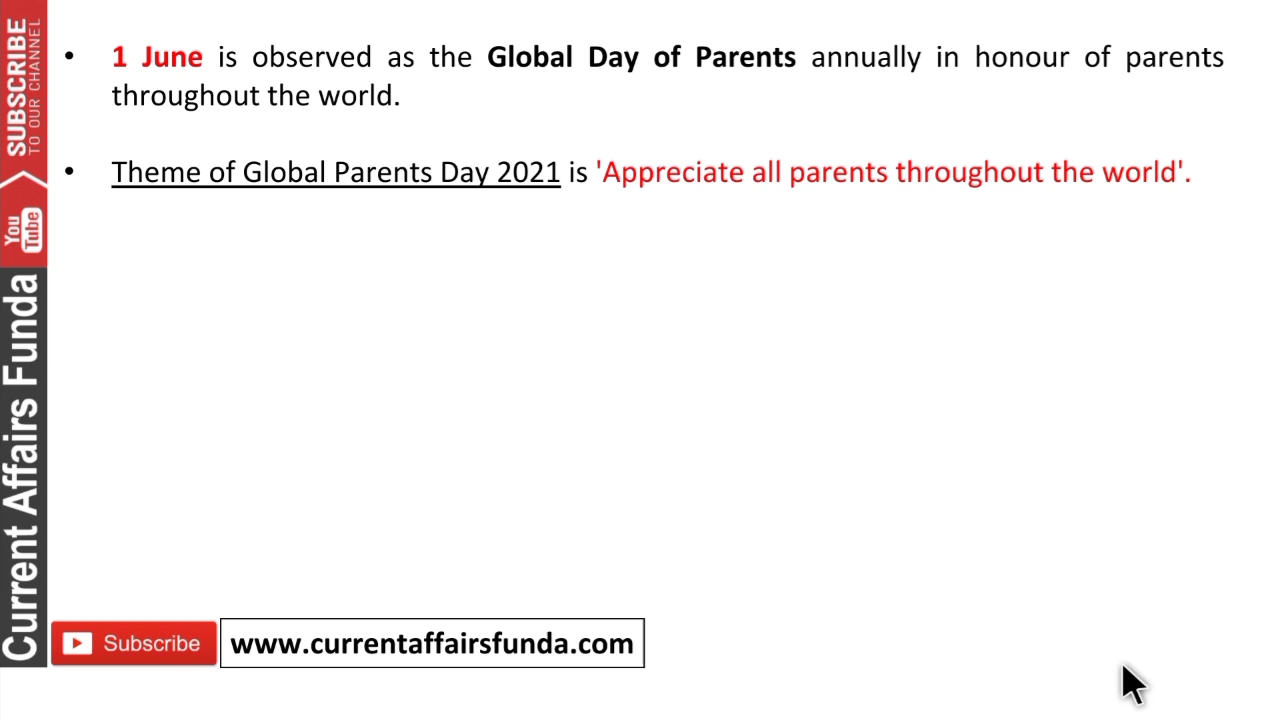 • 1 June is observed as the Global Day of Parents annually in honour of parents
throughout the world.
• Theme of Global Parents Day 2021 is 'Appreciate all parents throughout the world'.
SUBSCRIBE
TO OUR CHANNEL
You
Tube
Current Affairs Funda
Subscribe
www.currentaffairsfunda.com